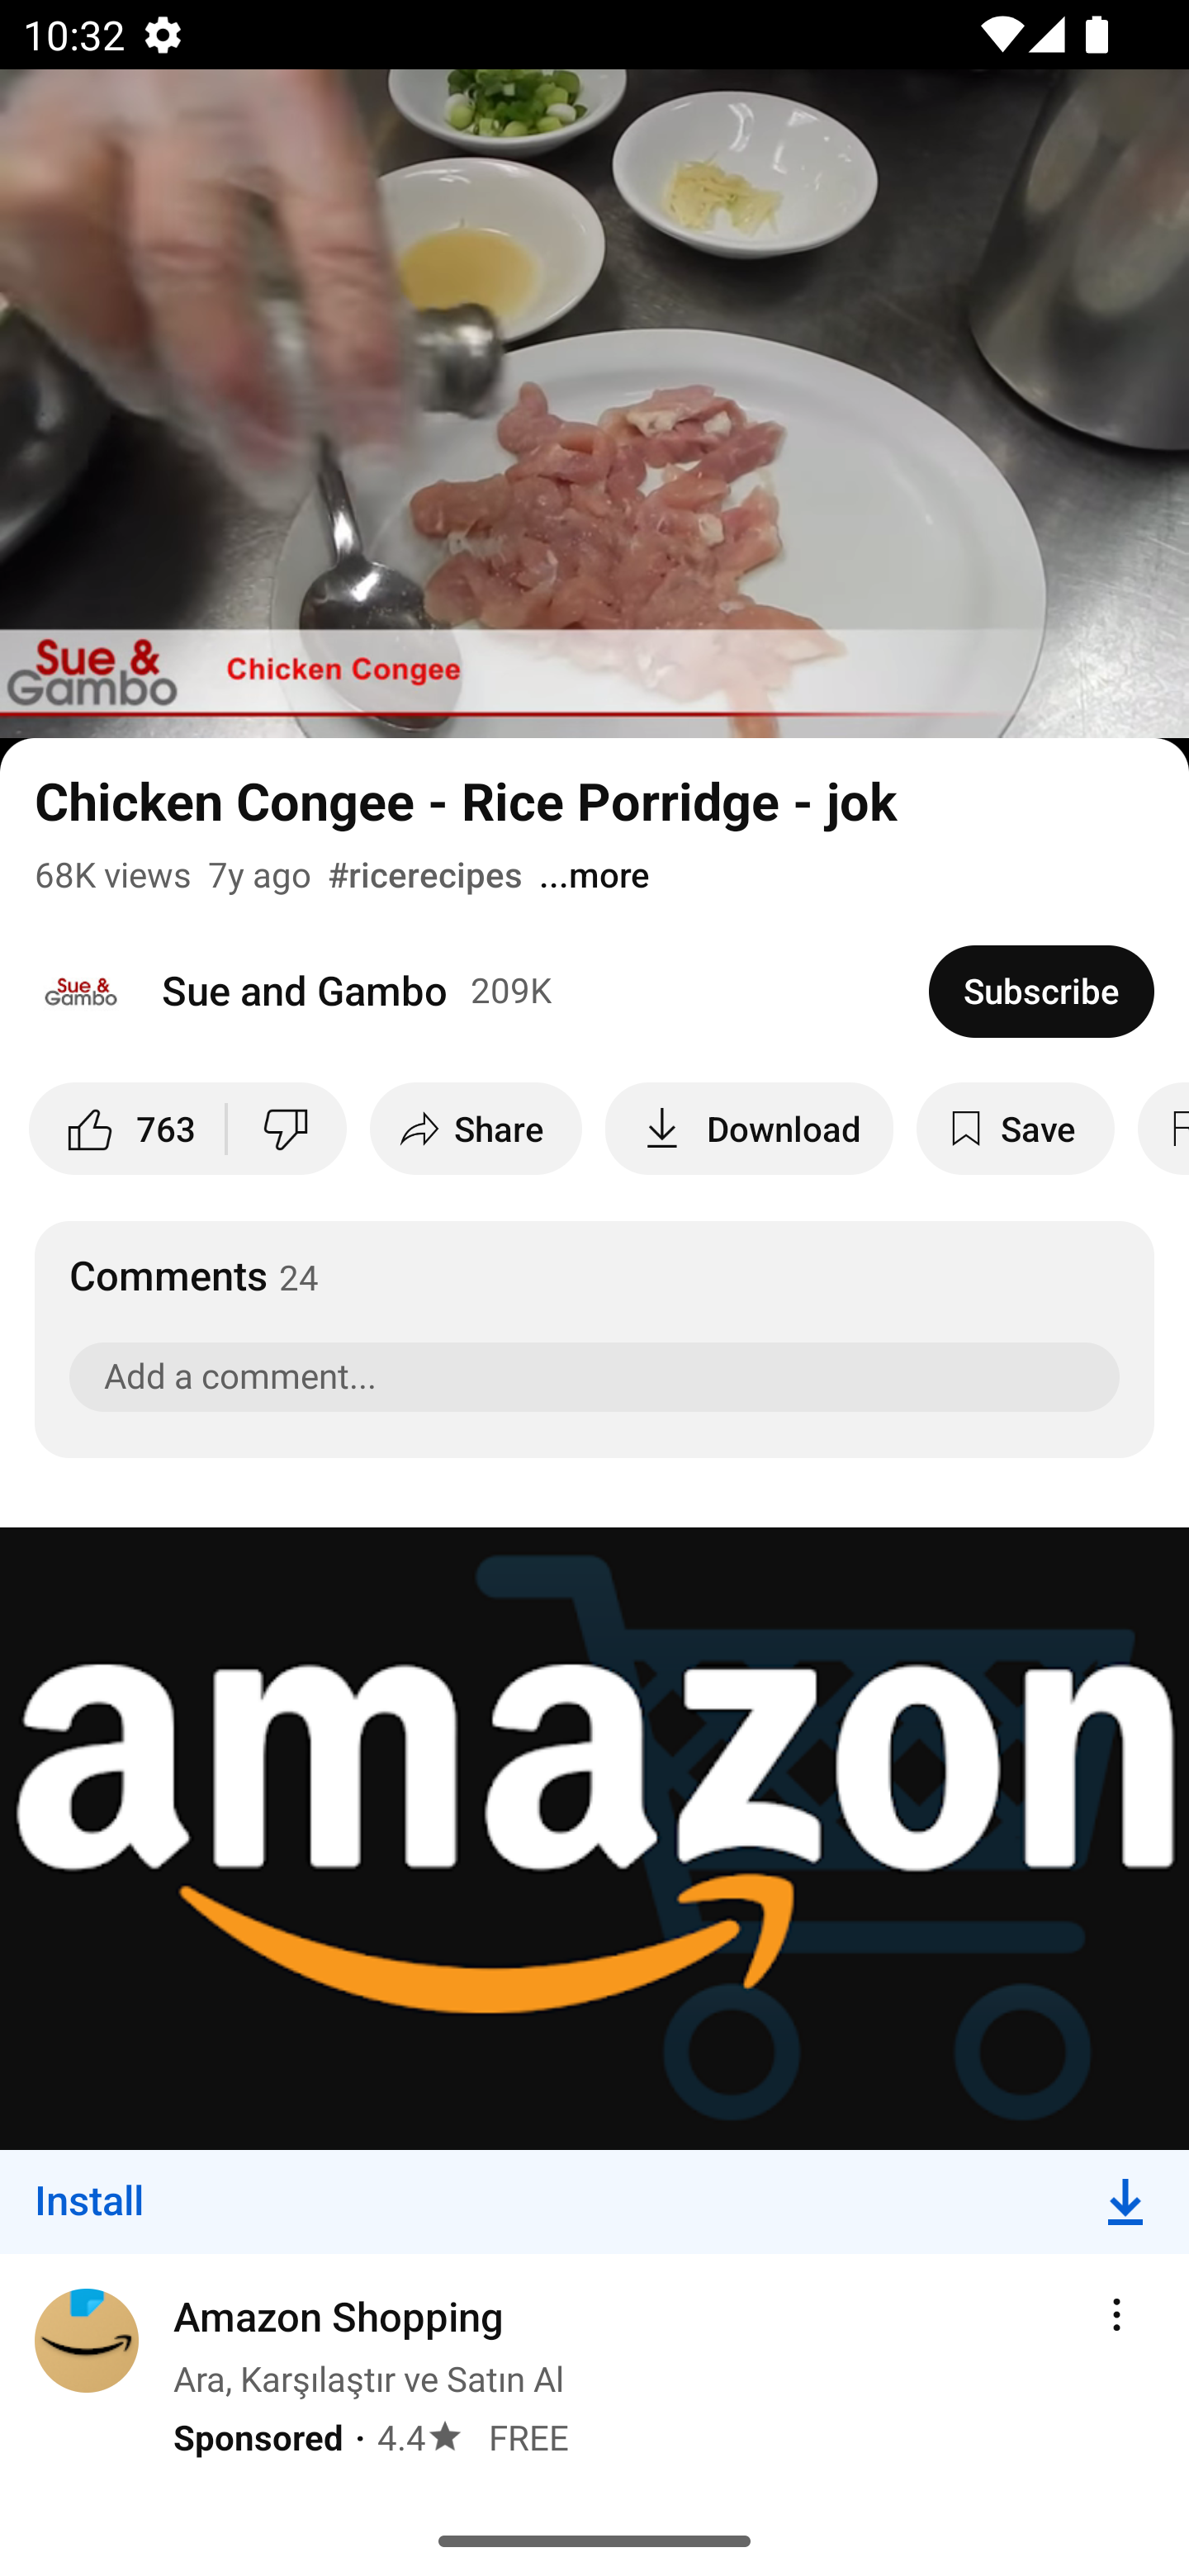 10:32
Sue &
Gambo
Chicken Congee
Chicken Congee - Rice Porridge - jok
68K views 7y ago #ricerecipes ...more
Sue &
Gambo
Sue and Gambo 209K
Subscribe
763
Share
Download
Save
Comments 24
Add a comment...
amazon
Install
Amazon Shopping
Ara, Karşılaştır ve Satın Al
Sponsored · 4.4★ FREE